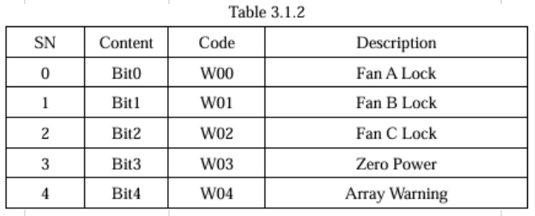 Table 3.1.2
SN Content Code Description
0 Bit0 W00 Fan A Lock
1 Bit1 W01 Fan B Lock
2 Bit2 W02 Fan C Lock
3 Bit3 W03 Zero Power
4 Bit4 W04 Array Warning